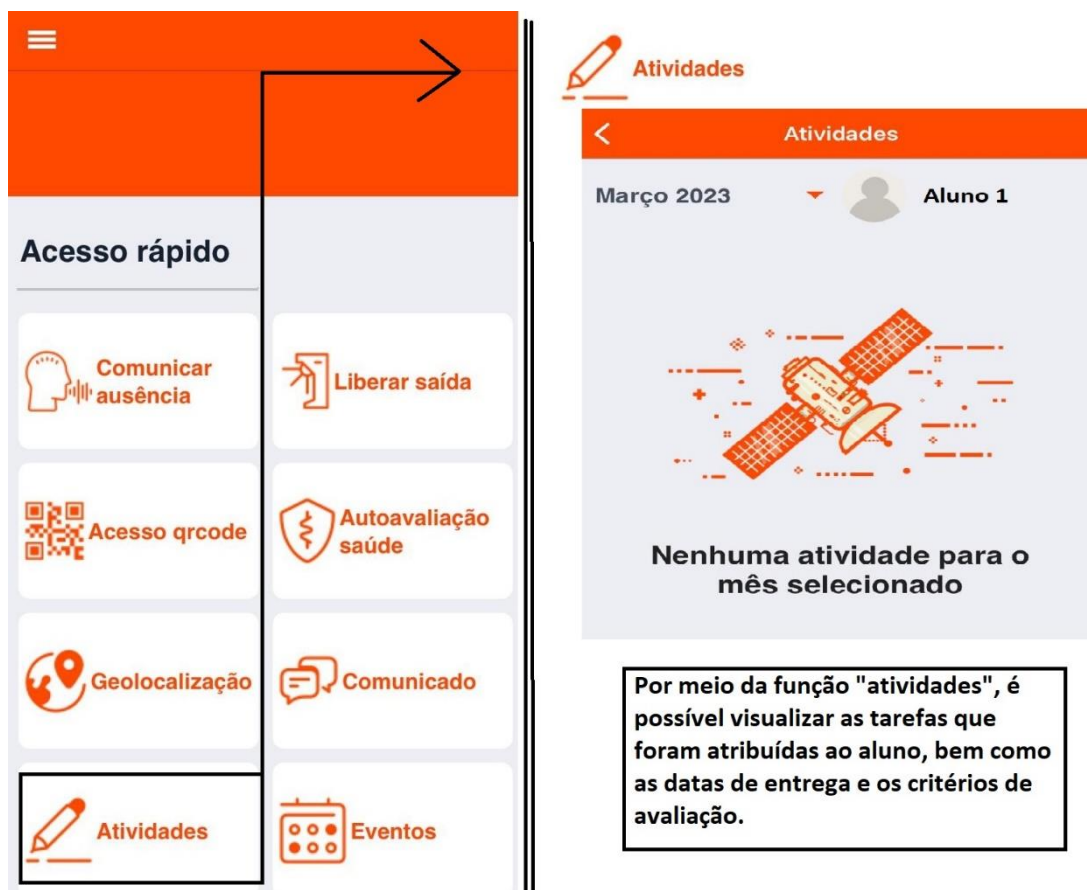 Acesso rápido
Comunicar
ausência
Liberar saída
Acesso qrcode
Autoavaliação
saúde
Geolocalização
Comunicado
Atividades
Eventos
Atividades
Atividades
Março 2023
Aluno 1
Nenhuma atividade para o
mês selecionado
Por meio da função "atividades", é
possível visualizar as tarefas que
foram atribuídas ao aluno, bem como
as datas de entrega e os critérios de
avaliação.